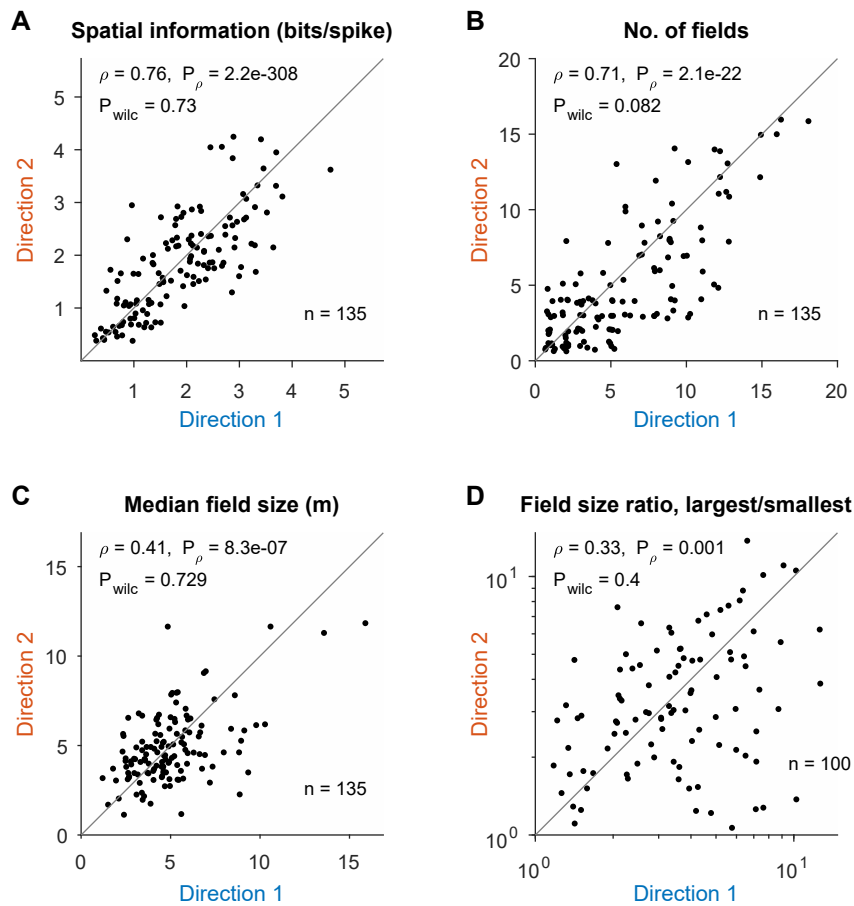 A
Spatial information (bits/spike)
ρ = 0.76, Pρ = 2.2e-308
Pwilc = 0.73
5
4
3
2
1
Direction 2
n = 135
1 2 3 4 5
Direction 1
B
No. of fields
20
ρ = 0.71, Pρ = 2.1e-22
Pwilc = 0.082
15
10
5
0
Direction 2
n = 135
0 5 10 15 20
Direction 1
C
Median field size (m)
ρ = 0.41, Pρ = 8.3e-07
Pwilc = 0.729
15
10
5
0
Direction 2
n = 135
0 5 10 15
Direction 1
D
Field size ratio, largest/smallest
ρ = 0.33, Pρ = 0.001
Pwilc = 0.4
10¹
10⁰
Direction 2
n = 100
10⁰ 10¹
Direction 1